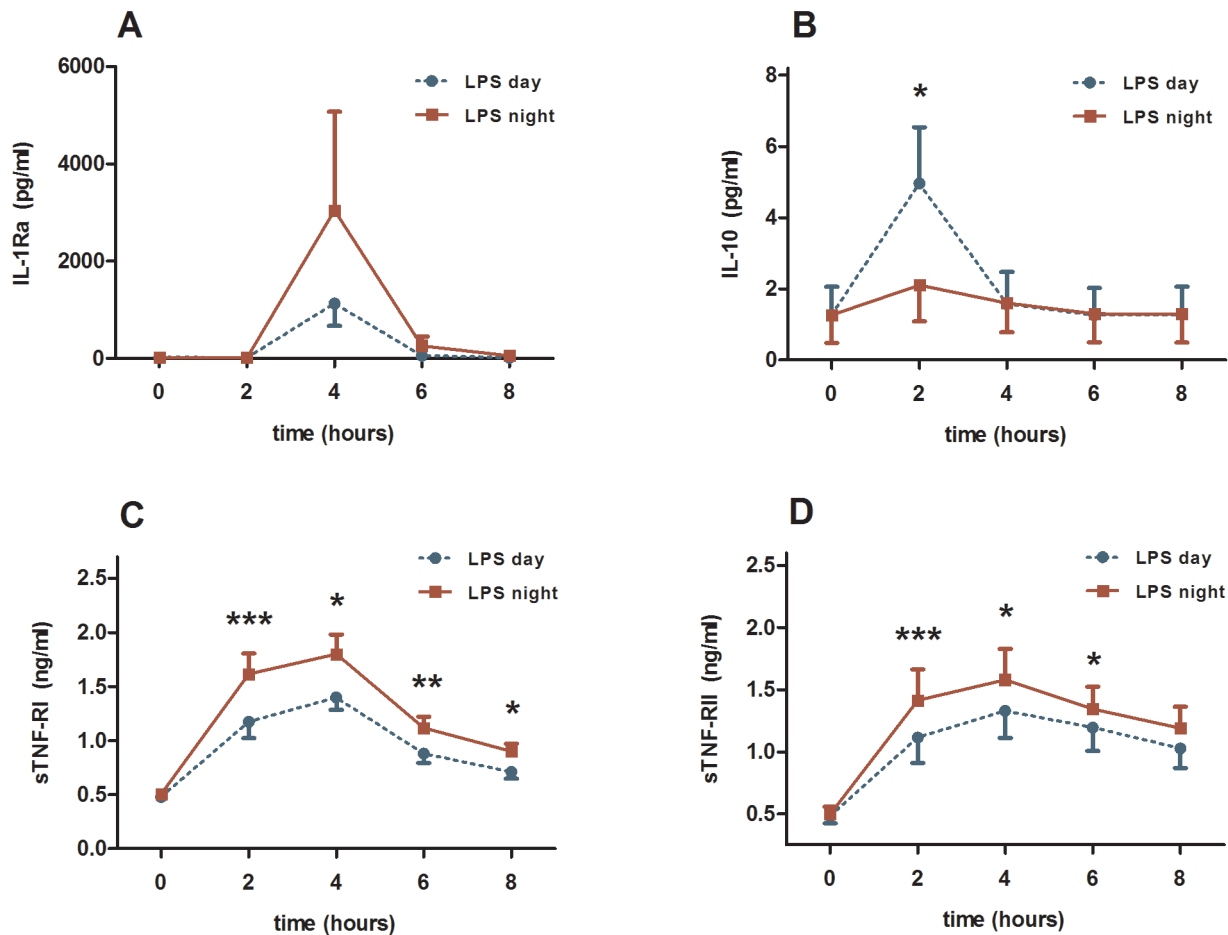 A
6000
4000
2000
0
IL-1Ra (pg/ml)
LPS day
LPS night
0 2 4 6 8
time (hours)
B
8
6
4
2
0
IL-10 (pg/ml)
LPS day
LPS night
*
0 2 4 6 8
time (hours)
C
2.5
2.0
1.5
1.0
0.5
0.0
sTNF-RI (ng/ml)
LPS day
LPS night
***
*
**
*
0 2 4 6 8
time (hours)
D
2.5
2.0
1.5
1.0
0.5
sTNF-RII (ng/ml)
LPS day
LPS night
***
*
*
0 2 4 6 8
time (hours)